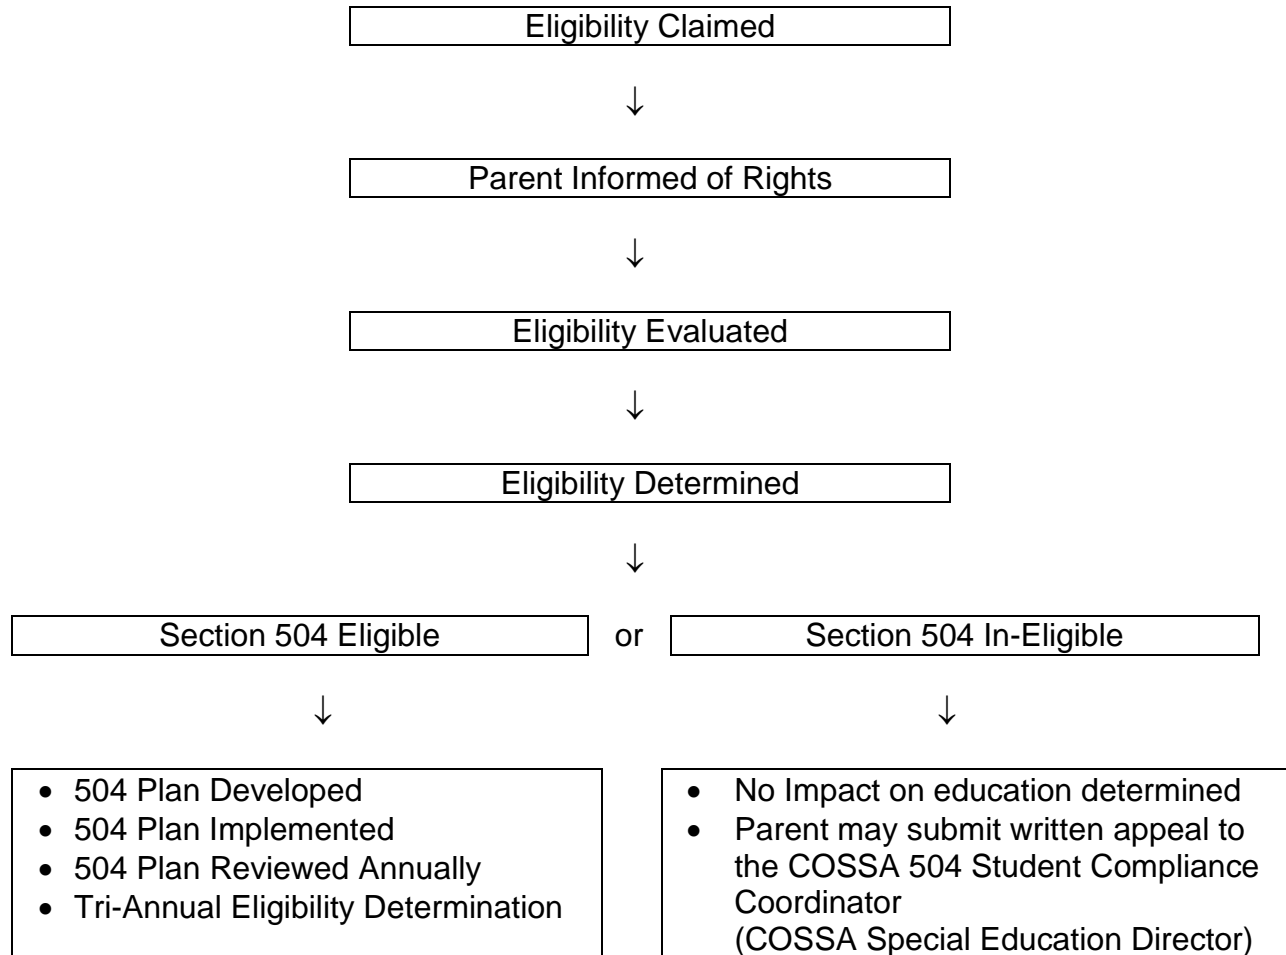 Eligibility Claimed
↓
Parent Informed of Rights
↓
Eligibility Evaluated
↓
Eligibility Determined
↓
Section 504 Eligible or Section 504 In-Eligible
↓ ↓
• 504 Plan Developed
• 504 Plan Implemented
• 504 Plan Reviewed Annually
• Tri-Annual Eligibility Determination
• No Impact on education determined
• Parent may submit written appeal to
the COSSA 504 Student Compliance
Coordinator
(COSSA Special Education Director)